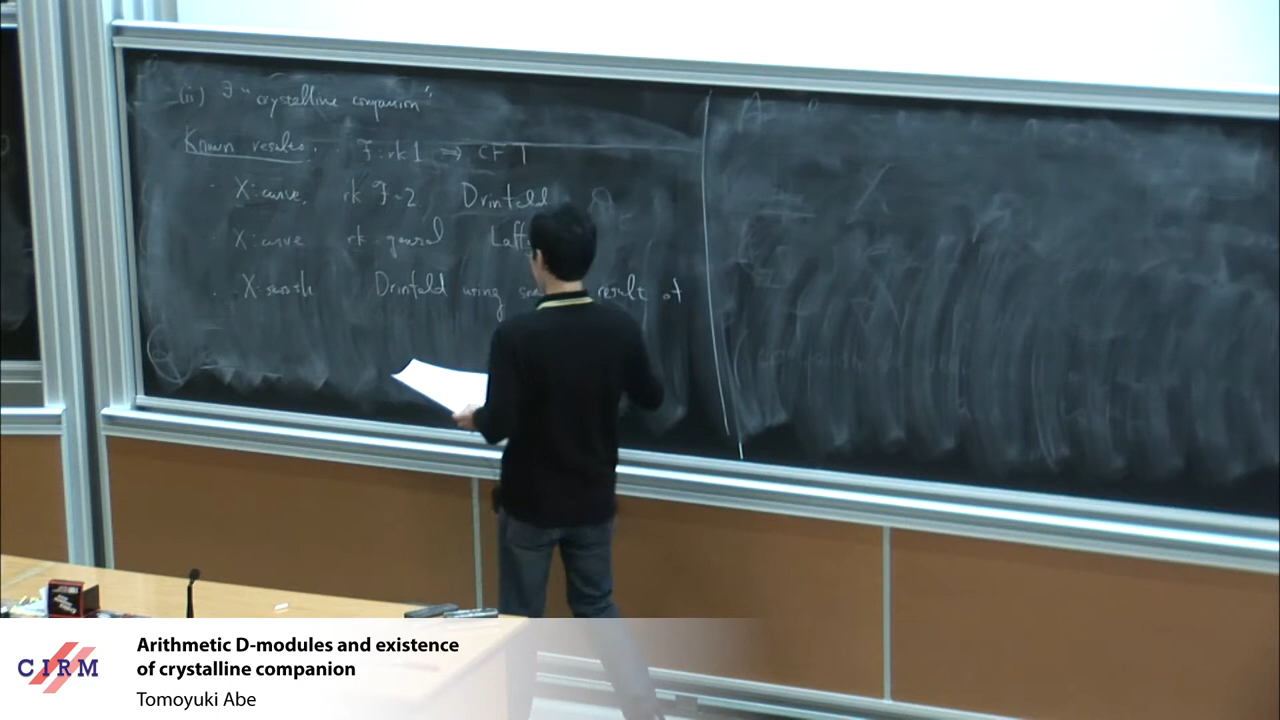 (ii) ∃ "crystalline companion"
Known results. · F: rk 1 ⇒ CFT
· X: curve, rk F=2 Drinfeld
· X: curve rk general Laff
· X: smooth Drinfeld using result of
CIRM
Arithmetic D-modules and existence
of crystalline companion
Tomoyuki Abe